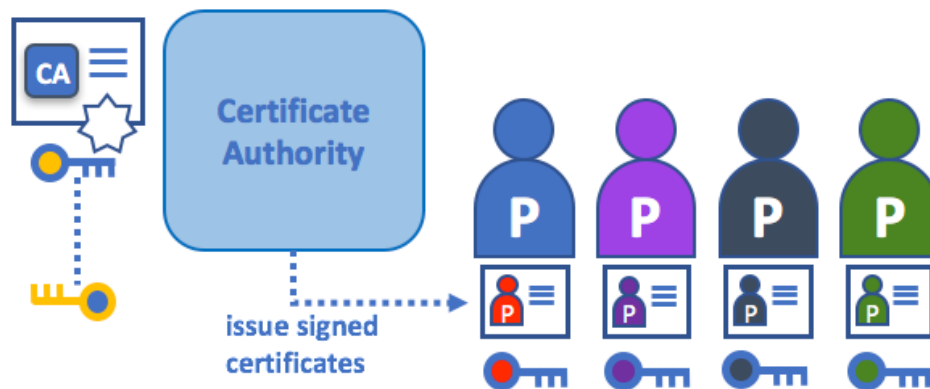 CA
Certificate
Authority
P P P P
issue signed
certificates
P P P P